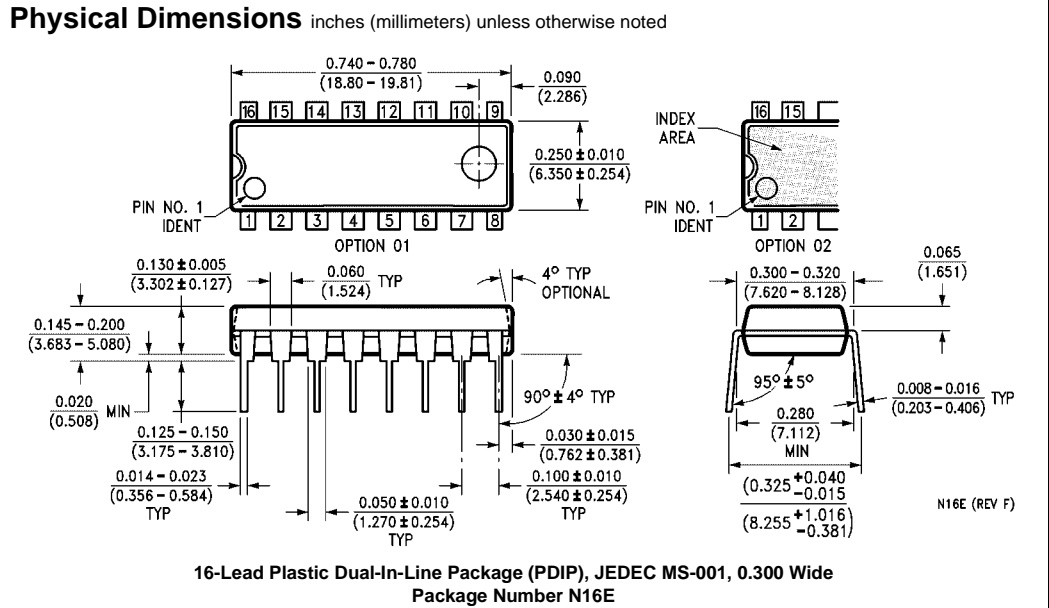 Physical Dimensions inches (millimeters) unless otherwise noted
0.740 – 0.780
(18.80 – 19.81)
0.090
(2.286)
16 15 14 13 12 11 10 9
16 15
INDEX
AREA
0.250 ± 0.010
(6.350 ± 0.254)
PIN NO. 1
IDENT
PIN NO. 1
IDENT
1 2 3 4 5 6 7 8
1 2
OPTION 01
OPTION 02
0.130 ± 0.005
(3.302 ± 0.127)
0.060
(1.524)
TYP
4° TYP
OPTIONAL
0.300 – 0.320
(7.620 – 8.128)
0.065
(1.651)
0.145 – 0.200
(3.683 – 5.080)
95° ± 5°
90° ± 4° TYP
0.008 – 0.016
(0.203 – 0.406)
TYP
0.020
(0.508)
MIN
0.280
(7.112)
MIN
0.125 – 0.150
(3.175 – 3.810)
0.030 ± 0.015
(0.762 ± 0.381)
0.014 – 0.023
(0.356 – 0.584)
TYP
0.050 ± 0.010
(1.270 ± 0.254)
TYP
0.100 ± 0.010
(2.540 ± 0.254)
TYP
(0.325 +0.040
–0.015
(8.255 +1.016
–0.381)
N16E (REV F)
16-Lead Plastic Dual-In-Line Package (PDIP), JEDEC MS-001, 0.300 Wide
Package Number N16E